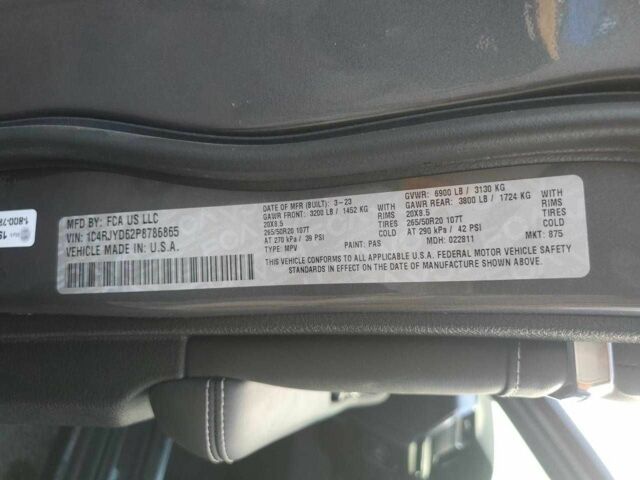 MFD BY: FCA US LLC
VIN: 1C4RJYD62P8786865
VEHICLE MADE IN U.S.A.
DATE OF MFR (BUILT): 3-23
GAWR FRONT: 3200 LB / 1452 KG
20X8.5 RIMS
265/50R20 107T TIRES
AT 270 kPa / 39 PSI
TYPE: MPV PAINT: PAS
GVWR: 6900 LB / 3130 KG
GAWR REAR: 3800 LB / 1724 KG
20X8.5 RIMS
265/50R20 107T TIRES
AT 290 kPa / 42 PSI
MDH: 022811 MKT: 875
THIS VEHICLE CONFORMS TO ALL APPLICABLE U.S.A. FEDERAL MOTOR VEHICLE
SAFETY STANDARDS IN EFFECT ON THE DATE OF MANUFACTURE SHOWN ABOVE.